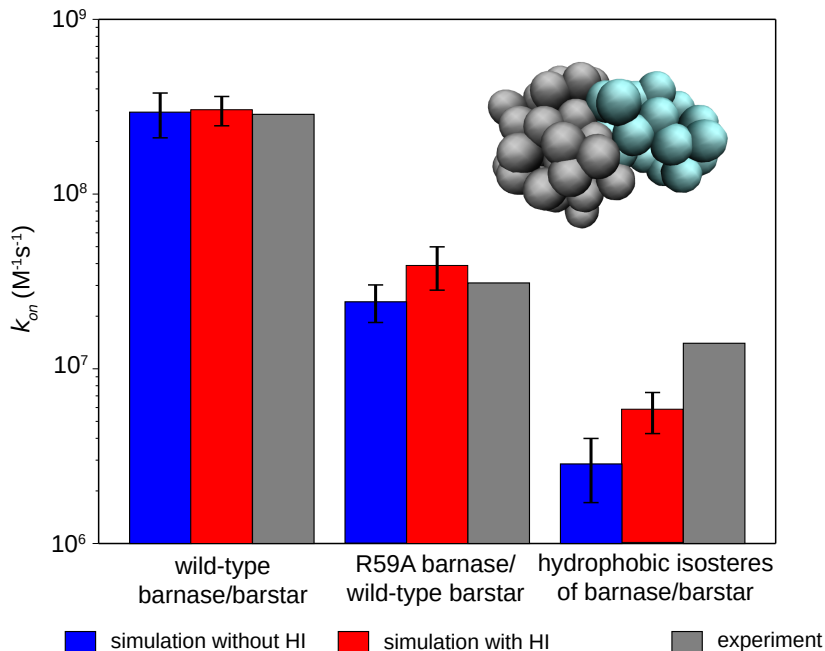 10⁹
10⁸
10⁷
10⁶
kₒₙ (M⁻¹s⁻¹)
wild-type
barnase/barstar
R59A barnase/
wild-type barstar
hydrophobic isosteres
of barnase/barstar
simulation without HI
simulation with HI
experiment